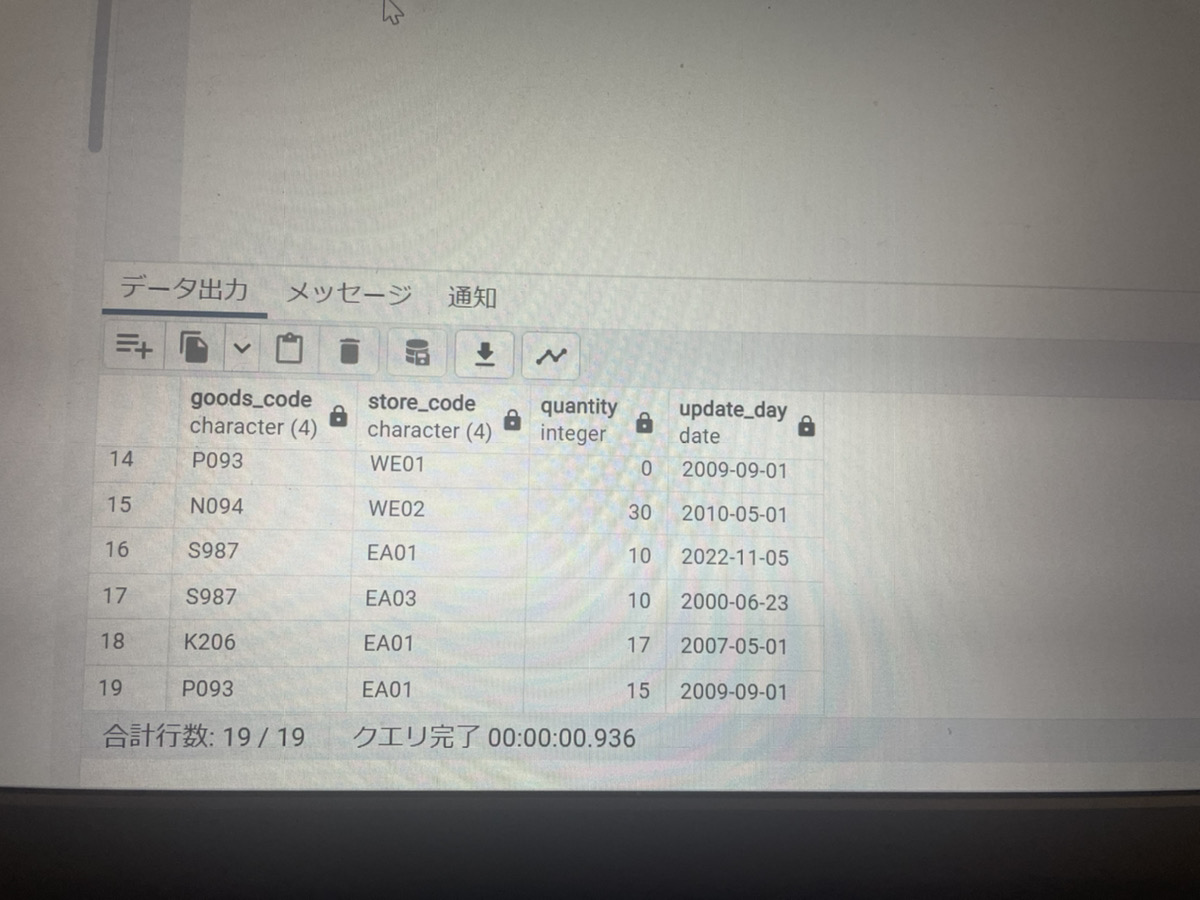 データ出力 メッセージ 通知
goods_code store_code quantity update_day
character (4) character (4) integer date
14 P093 WE01 0 2009-09-01
15 N094 WE02 30 2010-05-01
16 S987 EA01 10 2022-11-05
17 S987 EA03 10 2000-06-23
18 K206 EA01 17 2007-05-01
19 P093 EA01 15 2009-09-01
合計行数: 19 / 19 クエリ完了 00:00:00.936